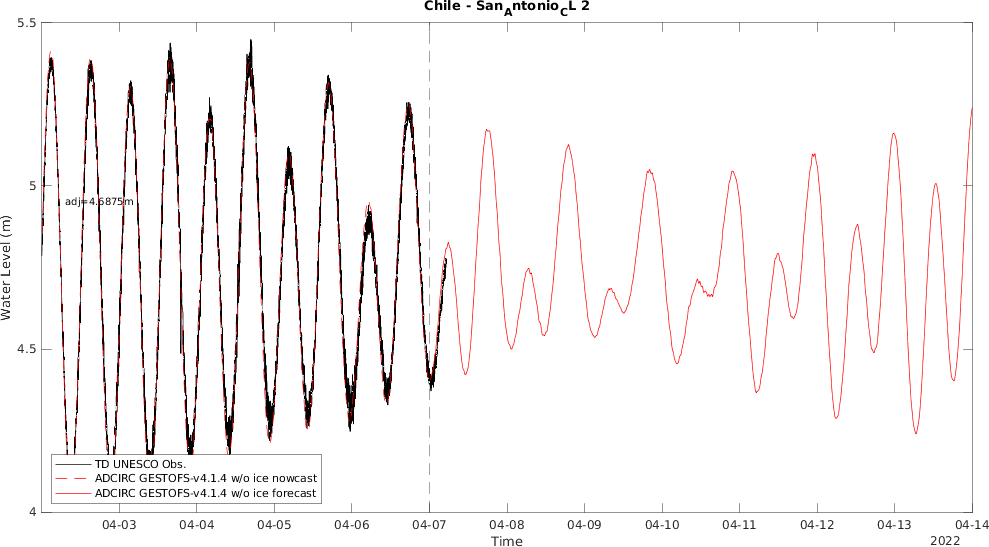 Chile - San_Antonio_CL 2
5.5
5
4.5
4
Water Level (m)
adj=4.6875m
TD UNESCO Obs.
ADCIRC GESTOFS-v4.1.4 w/o ice nowcast
ADCIRC GESTOFS-v4.1.4 w/o ice forecast
04-03 04-04 04-05 04-06 04-07 04-08 04-09 04-10 04-11 04-12 04-13 04-14
Time
2022